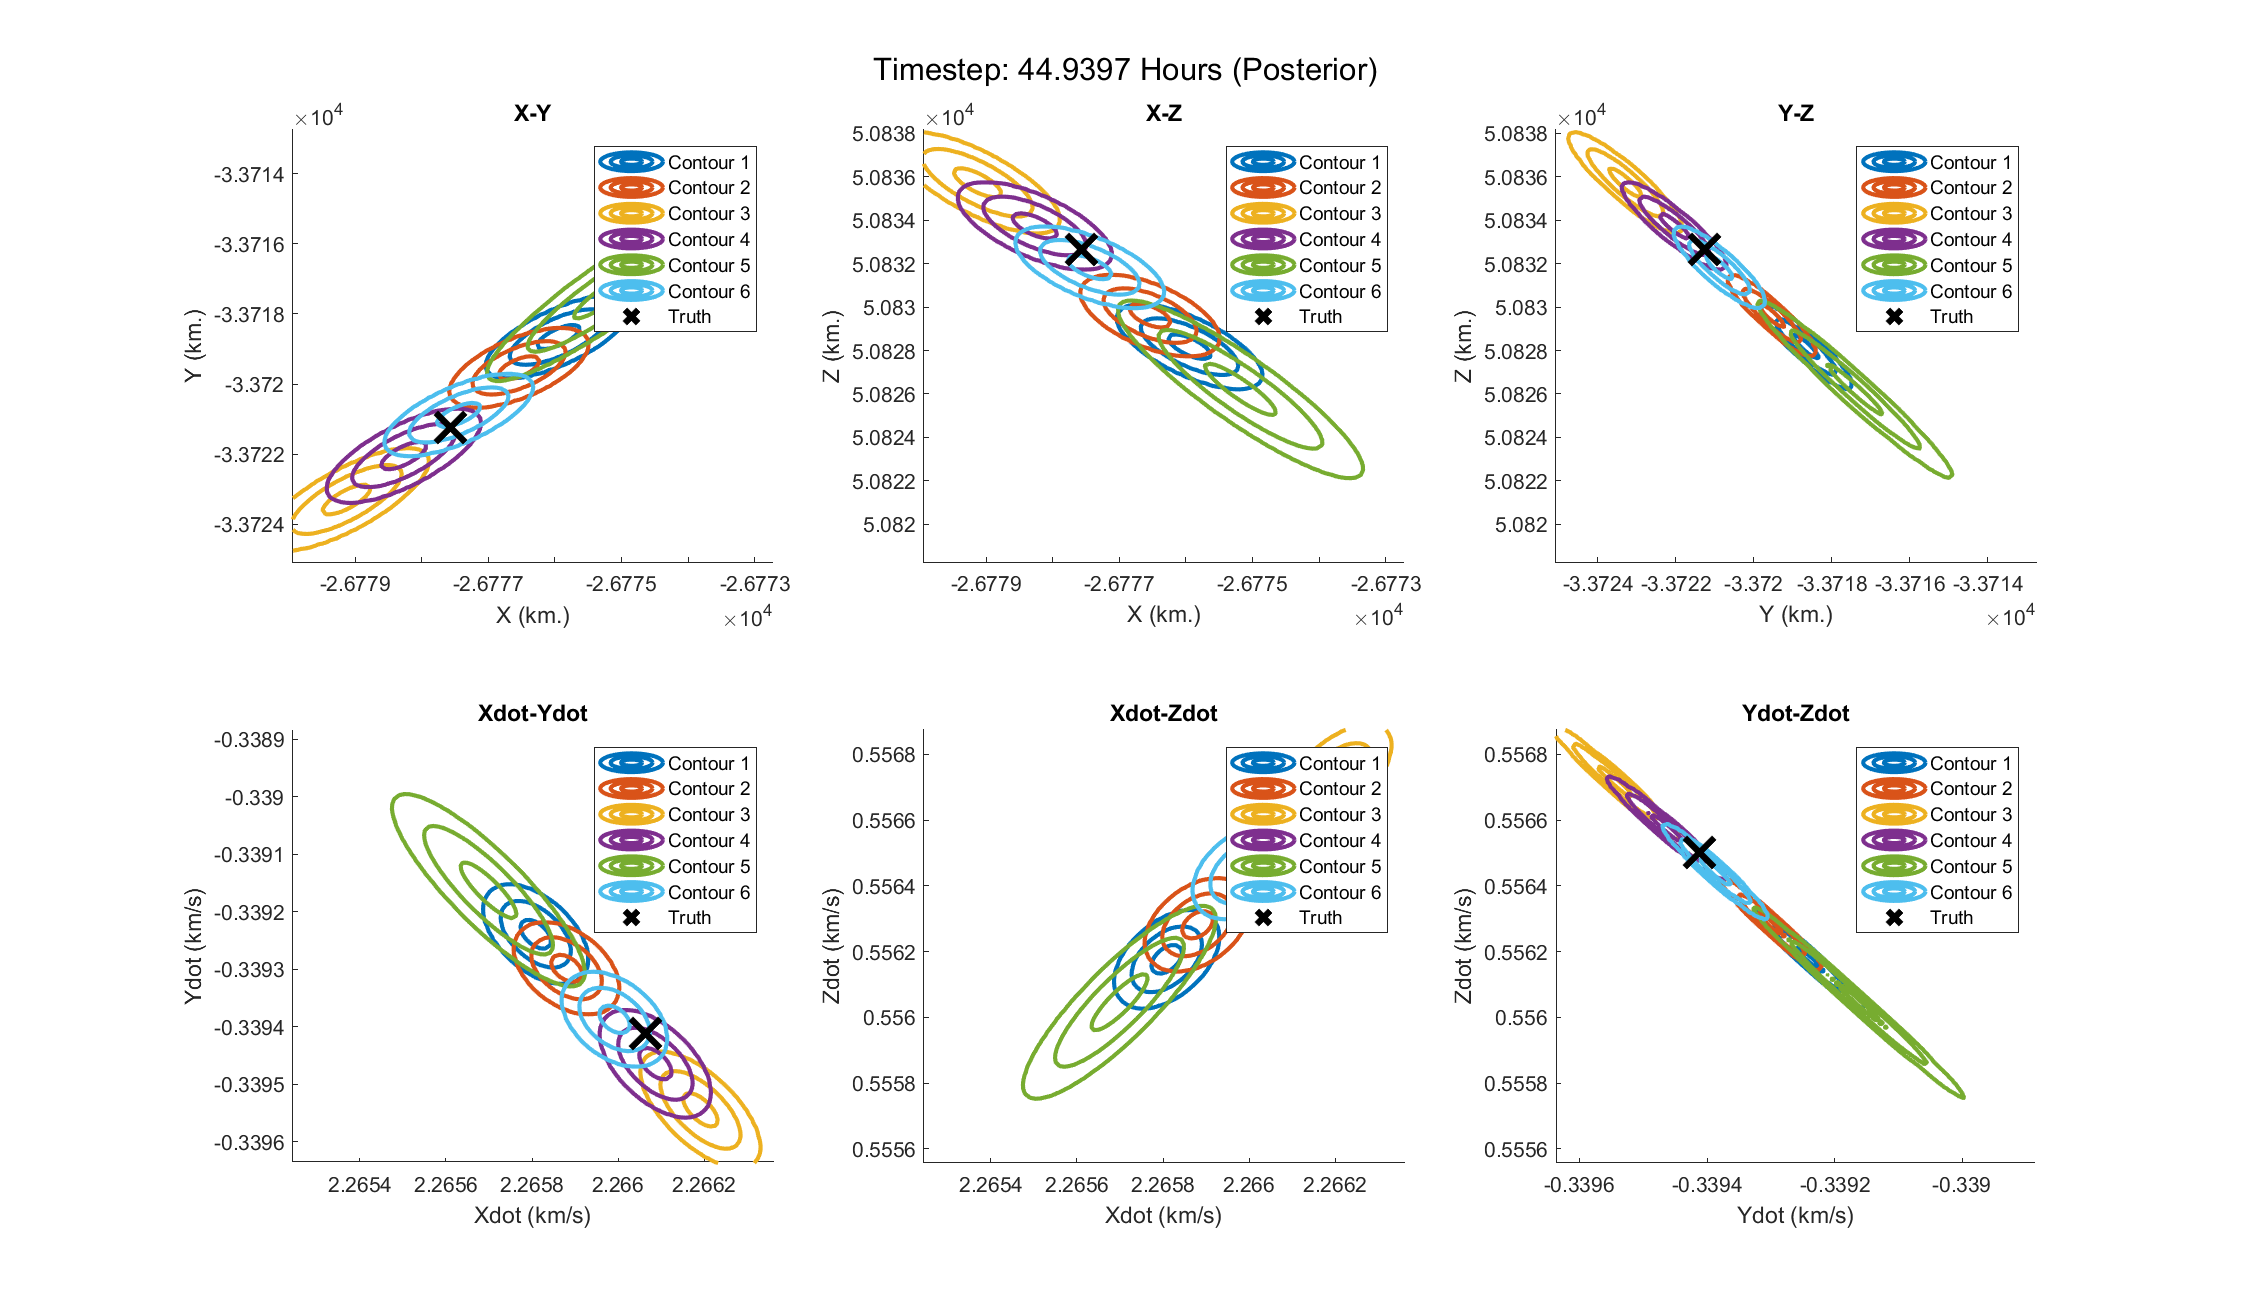 Timestep: 44.9397 Hours (Posterior)
X-Y
×10^4
-3.3714
-3.3716
-3.3718
-3.372
-3.3722
-3.3724
Y (km.)
-2.6779
-2.6777
-2.6775
-2.6773
X (km.)
×10^4
Contour 1
Contour 2
Contour 3
Contour 4
Contour 5
Contour 6
Truth
X-Z
×10^4
5.0838
5.0836
5.0834
5.0832
5.083
5.0828
5.0826
5.0824
5.0822
5.082
Z (km.)
-2.6779
-2.6777
-2.6775
-2.6773
X (km.)
×10^4
Contour 1
Contour 2
Contour 3
Contour 4
Contour 5
Contour 6
Truth
Y-Z
×10^4
5.0838
5.0836
5.0834
5.0832
5.083
5.0828
5.0826
5.0824
5.0822
5.082
Z (km.)
-3.3724
-3.3722
-3.372
-3.3718
-3.3716
-3.3714
Y (km.)
×10^4
Contour 1
Contour 2
Contour 3
Contour 4
Contour 5
Contour 6
Truth
Xdot-Ydot
-0.3389
-0.339
-0.3391
-0.3392
-0.3393
-0.3394
-0.3395
-0.3396
Ydot (km/s)
2.2654
2.2656
2.2658
2.266
2.2662
Xdot (km/s)
Contour 1
Contour 2
Contour 3
Contour 4
Contour 5
Contour 6
Truth
Xdot-Zdot
0.5568
0.5566
0.5564
0.5562
0.556
0.5558
0.5556
Zdot (km/s)
2.2654
2.2656
2.2658
2.266
2.2662
Xdot (km/s)
Contour 1
Contour 2
Contour 3
Contour 4
Contour 5
Contour 6
Truth
Ydot-Zdot
0.5568
0.5566
0.5564
0.5562
0.556
0.5558
0.5556
Zdot (km/s)
-0.3396
-0.3394
-0.3392
-0.339
Ydot (km/s)
Contour 1
Contour 2
Contour 3
Contour 4
Contour 5
Contour 6
Truth